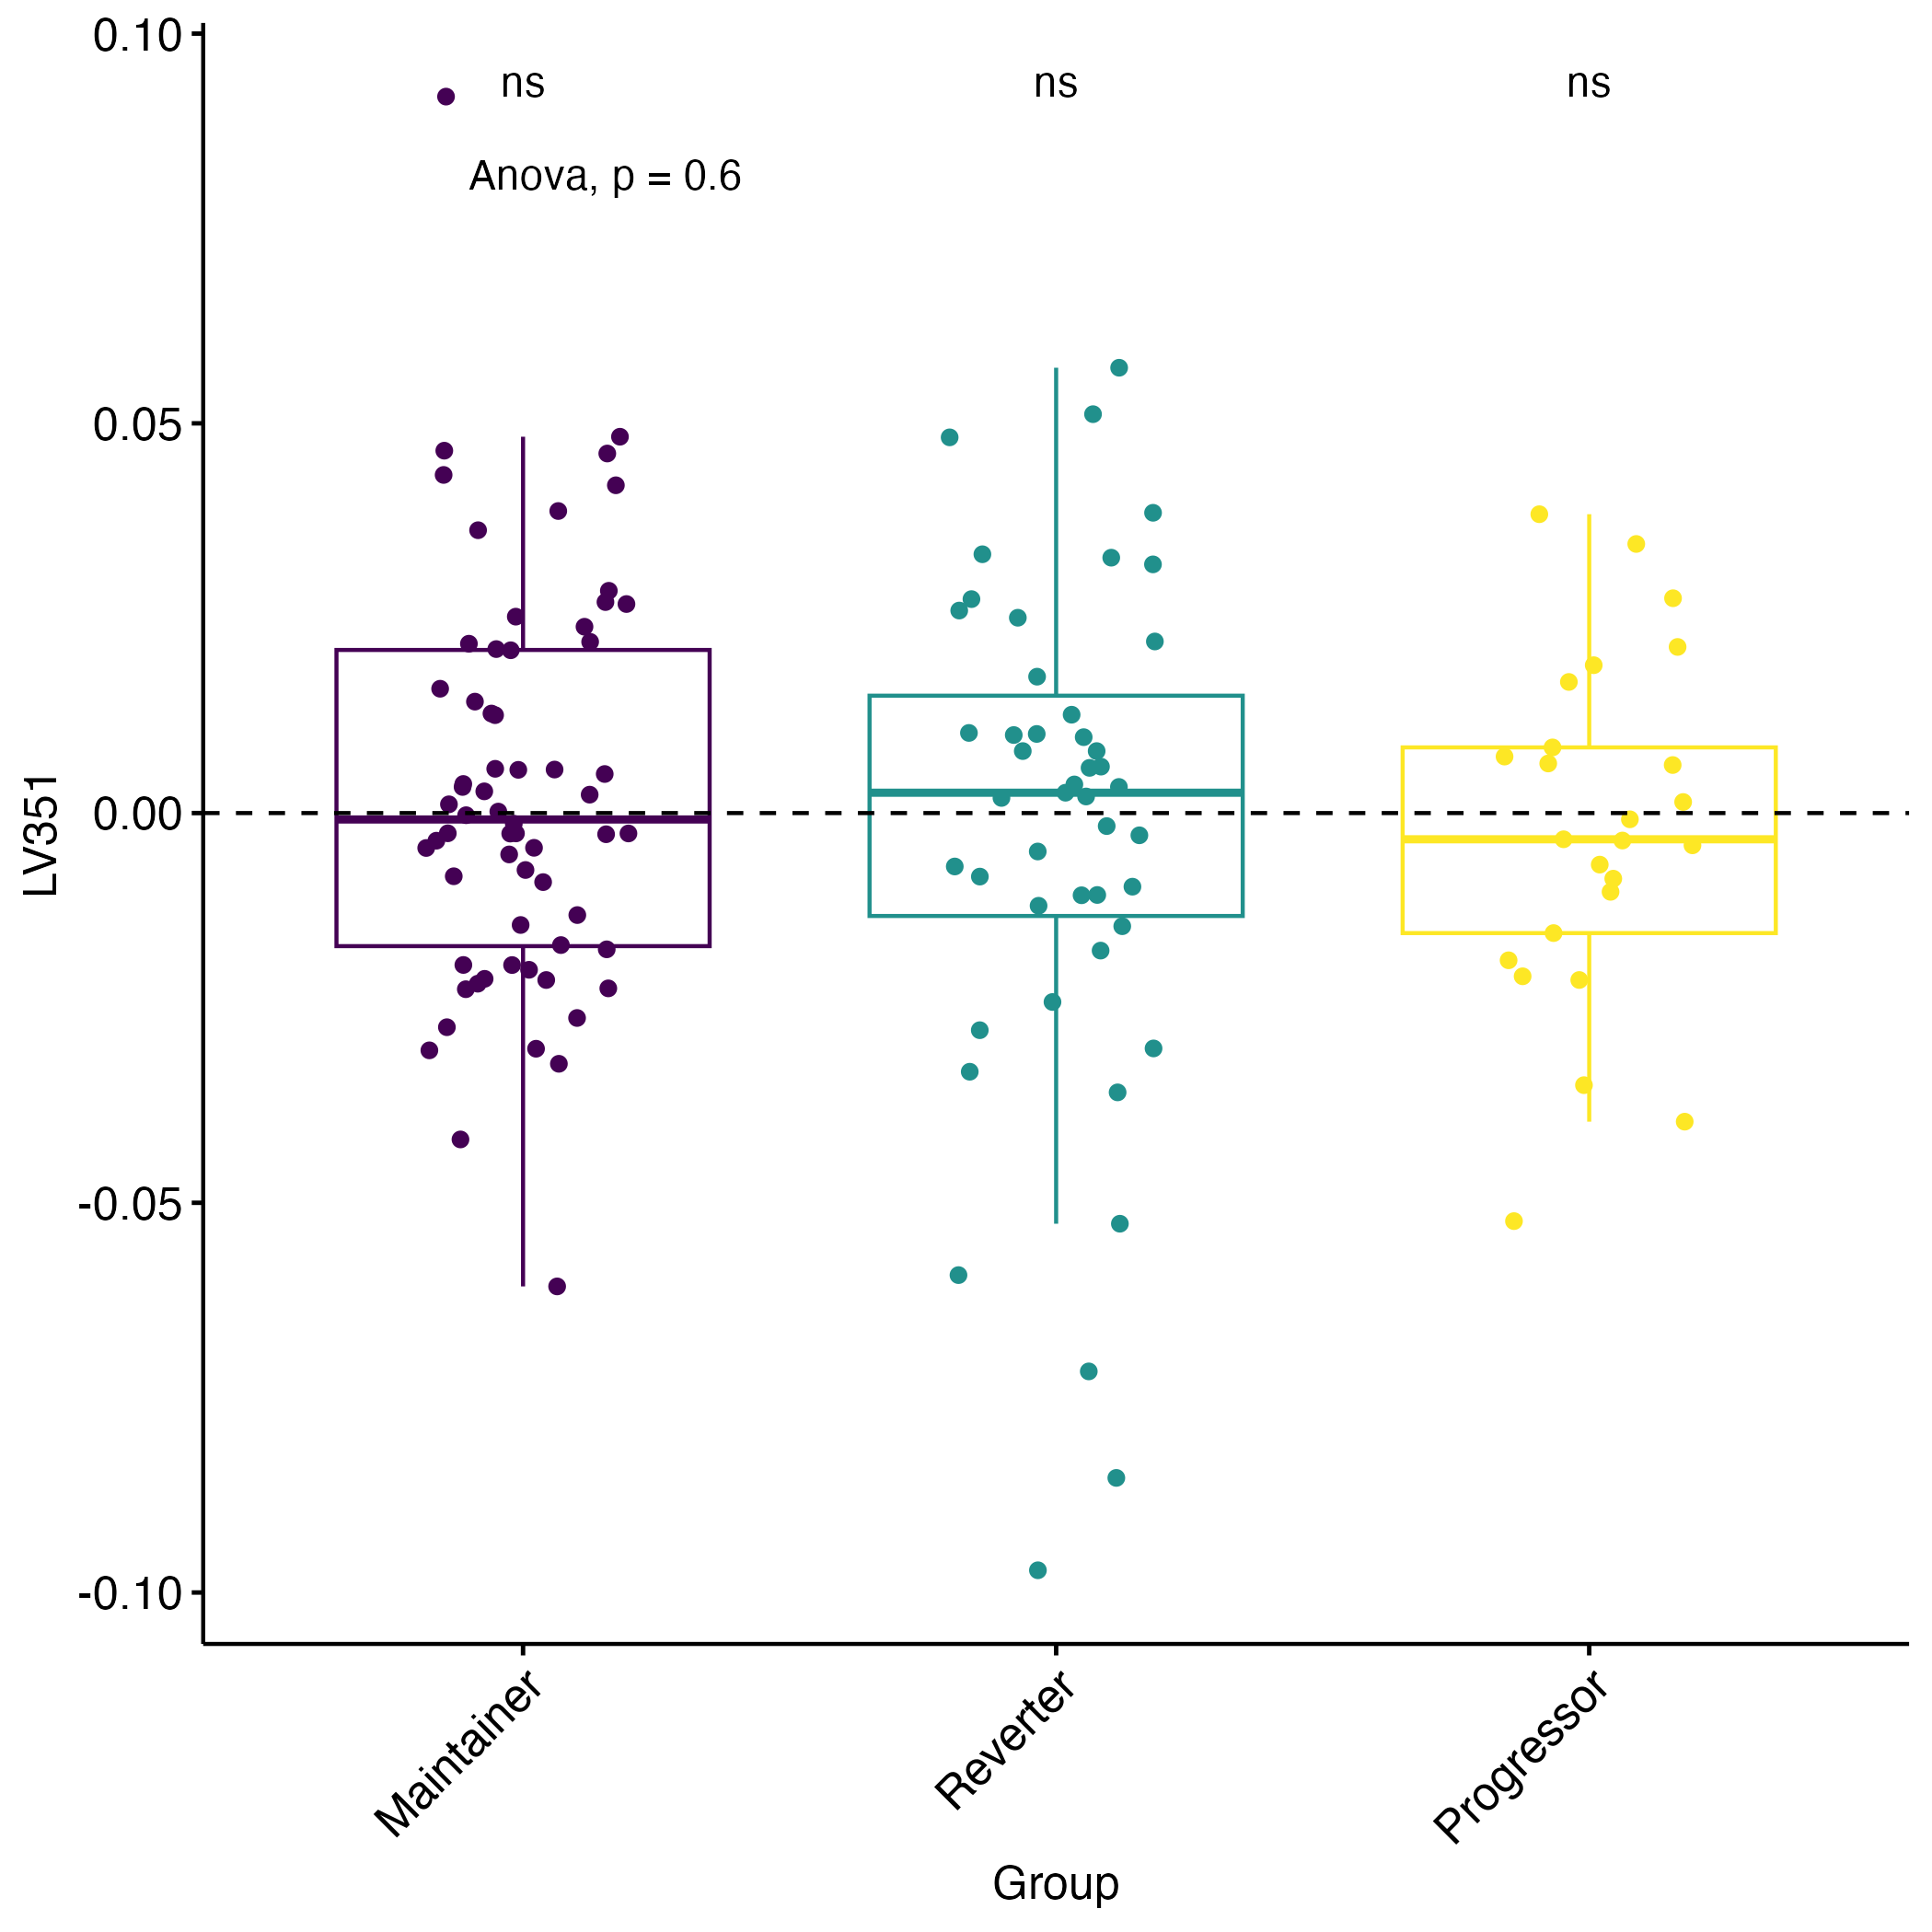 0.10
ns ns ns
Anova, p = 0.6
0.05
LV351
0.00
-0.05
-0.10
Maintainer
Reverter
Progressor
Group